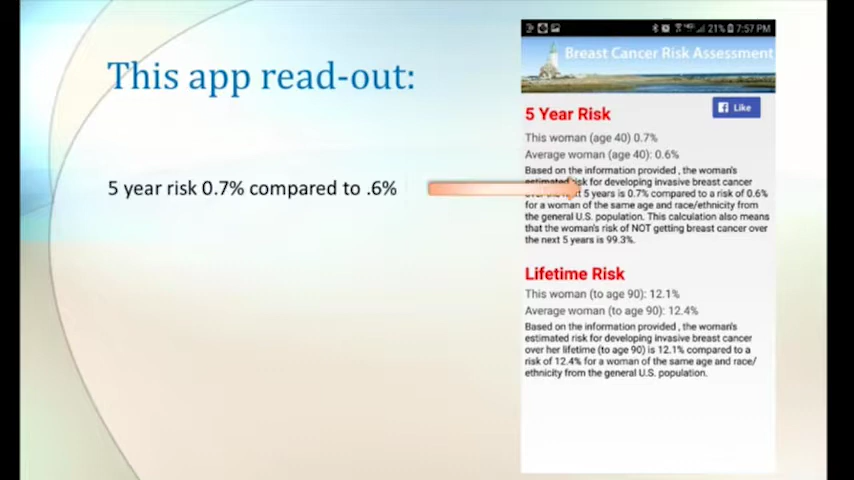 This app read-out:
5 year risk 0.7% compared to .6%
21% 7:57 PM
Breast Cancer Risk Assessment
Like
5 Year Risk
This woman (age 40) 0.7%
Average woman (age 40): 0.6%
Based on the information provided , the woman's
estimated risk for developing invasive breast cancer
over the next 5 years is 0.7% compared to a risk of 0.6%
for a woman of the same age and race/ethnicity from
the general U.S. population. This calculation also means
that the woman's risk of NOT getting breast cancer over
the next 5 years is 99.3%.
Lifetime Risk
This woman (to age 90): 12.1%
Average woman (to age 90): 12.4%
Based on the information provided , the woman's
estimated risk for developing invasive breast cancer
over her lifetime (to age 90) is 12.1% compared to a
risk of 12.4% for a woman of the same age and race/
ethnicity from the general U.S. population.